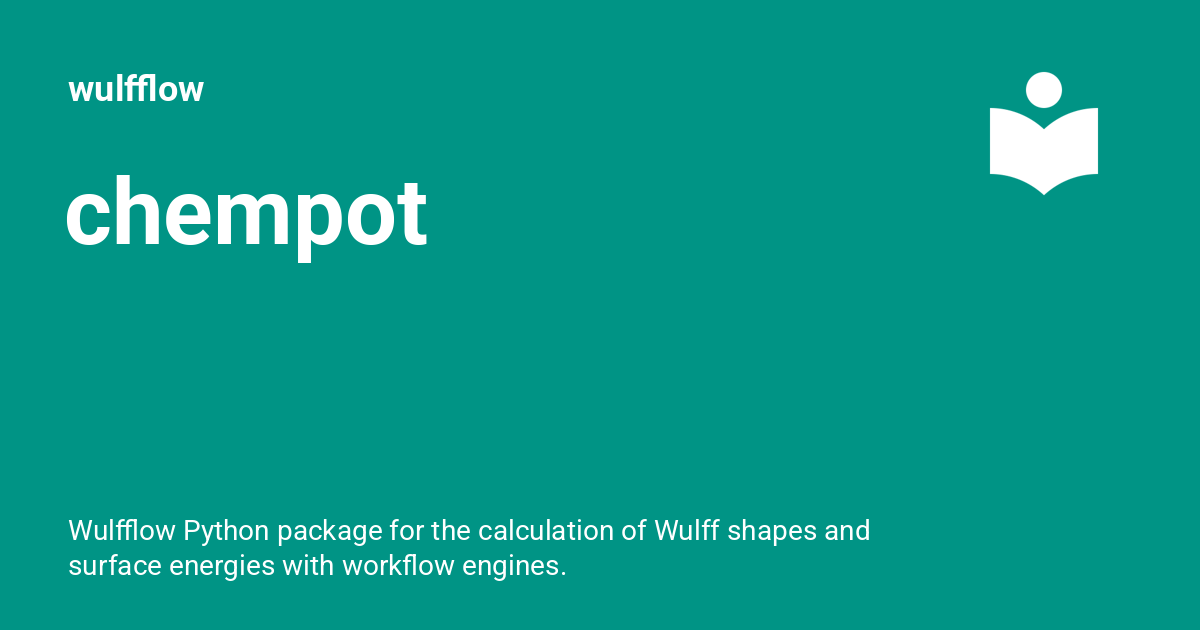 wulfflow
chempot
Wulfflow Python package for the calculation of Wulff shapes and
surface energies with workflow engines.